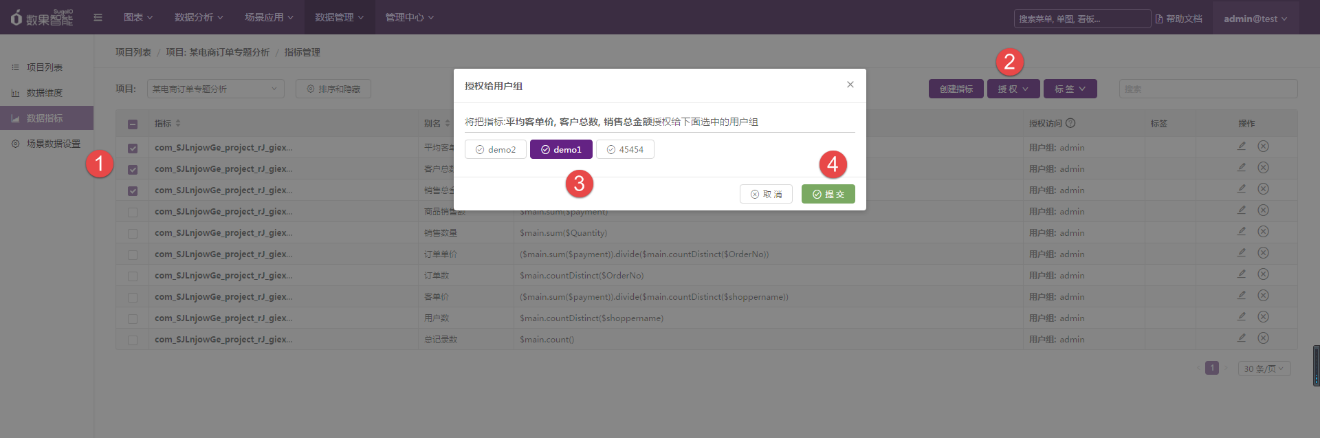 SugoIO
数果智能 图表 数据分析 场景应用 数据管理 管理中心 搜索菜单, 单图, 看板... 帮助文档 admin@test
项目列表 / 项目: 某电商订单专题分析 / 指标管理
项目列表
数据维度
数据指标
场景数据设置
项目: 某电商订单专题分析 排序和隐藏 创建指标 授 权 标 签 搜索
1
2
3
4
授权给用户组
将把指标:平均客单价, 客户总数, 销售总金额授权给下面选中的用户组
demo2 demo1 45454
取 消 提 交
指标 别名 授权访问 标签 操作
com_SJLnjowGe_project_rJ_giex... 平均客 用户组: admin
com_SJLnjowGe_project_rJ_giex... 客户总数 用户组: admin
com_SJLnjowGe_project_rJ_giex... 销售总金 用户组: admin
com_SJLnjowGe_project_rJ_giex... 商品销售额 $main.sum($payment) 用户组: admin
com_SJLnjowGe_project_rJ_giex... 销售数量 $main.sum($Quantity) 用户组: admin
com_SJLnjowGe_project_rJ_giex... 订单单价 ($main.sum($payment)).divide($main.countDistinct($OrderNo)) 用户组: admin
com_SJLnjowGe_project_rJ_giex... 订单数 $main.countDistinct($OrderNo) 用户组: admin
com_SJLnjowGe_project_rJ_giex... 客单价 ($main.sum($payment)).divide($main.countDistinct($shoppername)) 用户组: admin
com_SJLnjowGe_project_rJ_giex... 用户数 $main.countDistinct($shoppername) 用户组: admin
com_SJLnjowGe_project_rJ_giex... 总记录数 $main.count() 用户组: admin
1 30 条/页